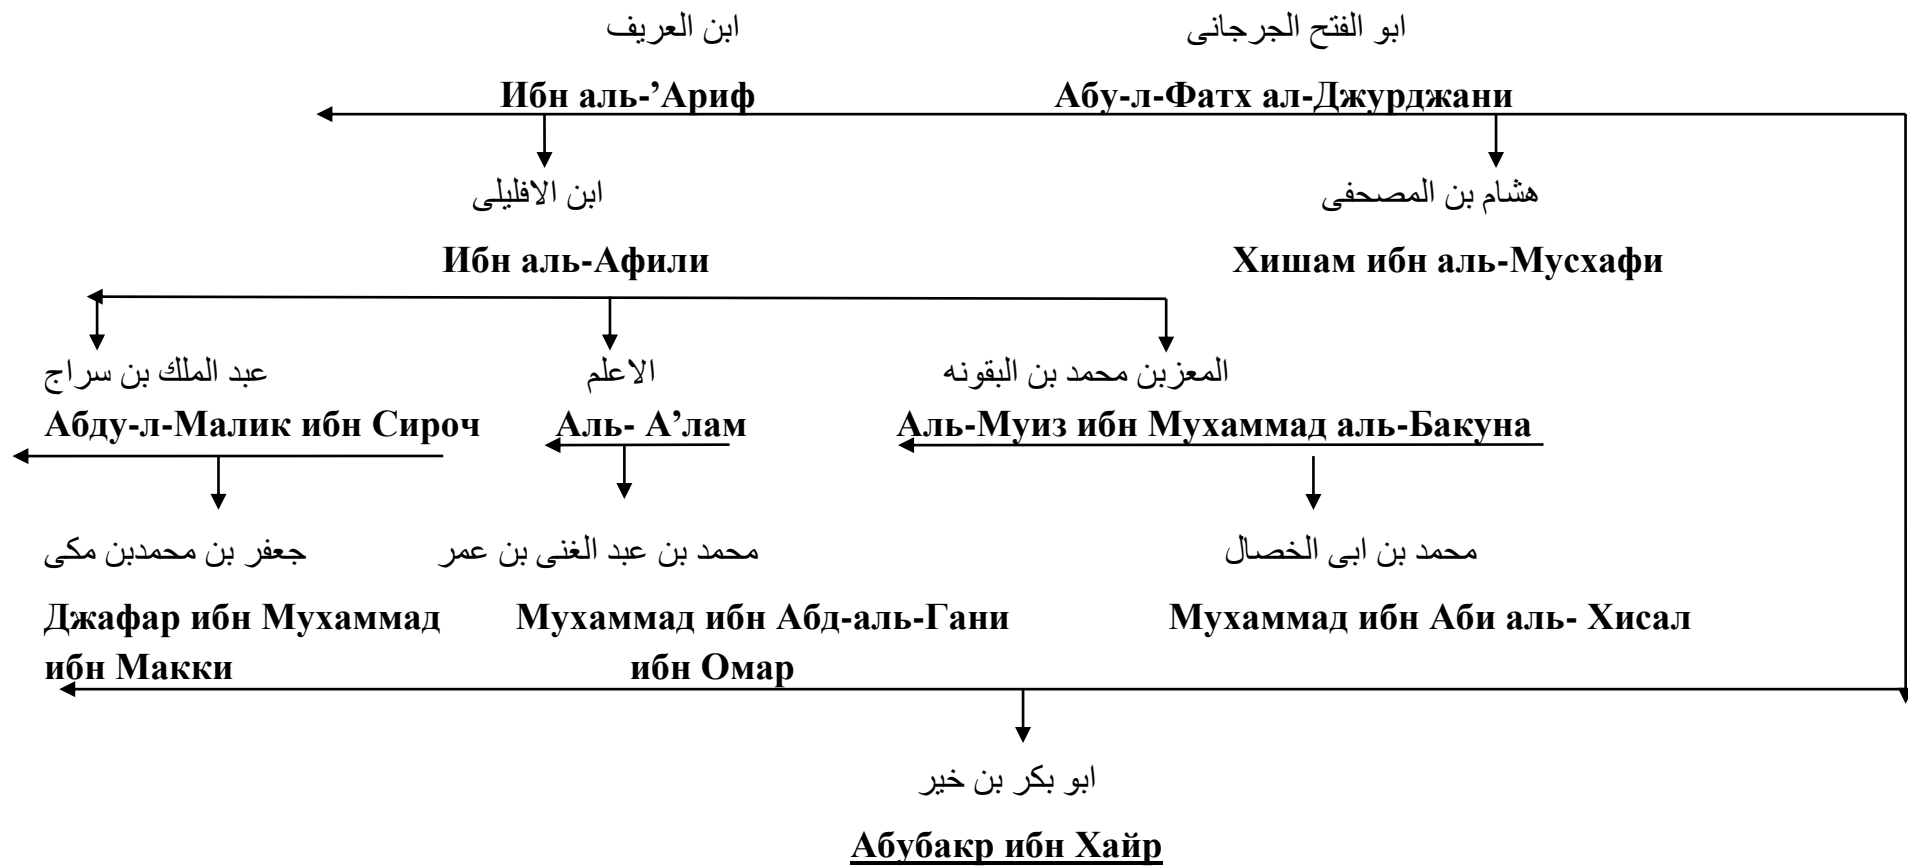 ابن العريف
ابو الفتح الجرجانى
Ибн аль-’Ариф
Абу-л-Фатх ал-Джурджани
ابن الافليلى
هشام بن المصحفى
Ибн аль-Афили
Хишам ибн аль-Мусхафи
عبد الملك بن سراج
الاعلم
المعزبن محمد بن البقونه
Абду-л-Малик ибн Сироч
Аль- А’лам
Аль-Муиз ибн Мухаммад аль-Бакуна
جعفر بن محمدبن مكى
محمد بن عبد الغنى بن عمر
محمد بن ابى الخصال
Джафар ибн Мухаммад
ибн Макки
Мухаммад ибн Абд-аль-Гани
ибн Омар
Мухаммад ибн Аби аль- Хисал
ابو بكر بن خير
Абубакр ибн Хайр